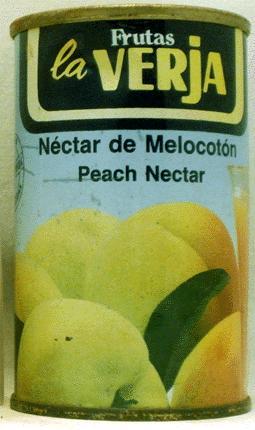 Frutas
la VERJA
Néctar de Melocotón
Peach Nectar